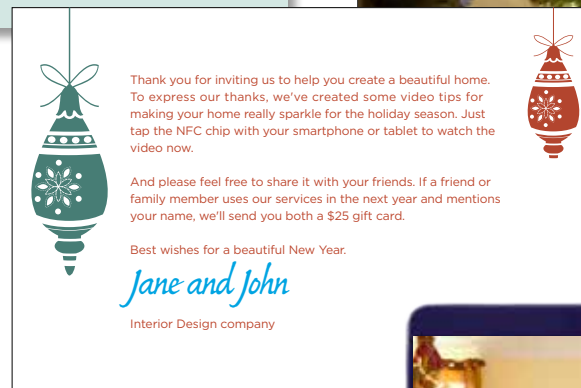 Thank you for inviting us to help you create a beautiful home.
To express our thanks, we've created some video tips for
making your home really sparkle for the holiday season. Just
tap the NFC chip with your smartphone or tablet to watch the
video now.
And please feel free to share it with your friends. If a friend or
family member uses our services in the next year and mentions
your name, we'll send you both a $25 gift card.
Best wishes for a beautiful New Year.
Jane and John
Interior Design company